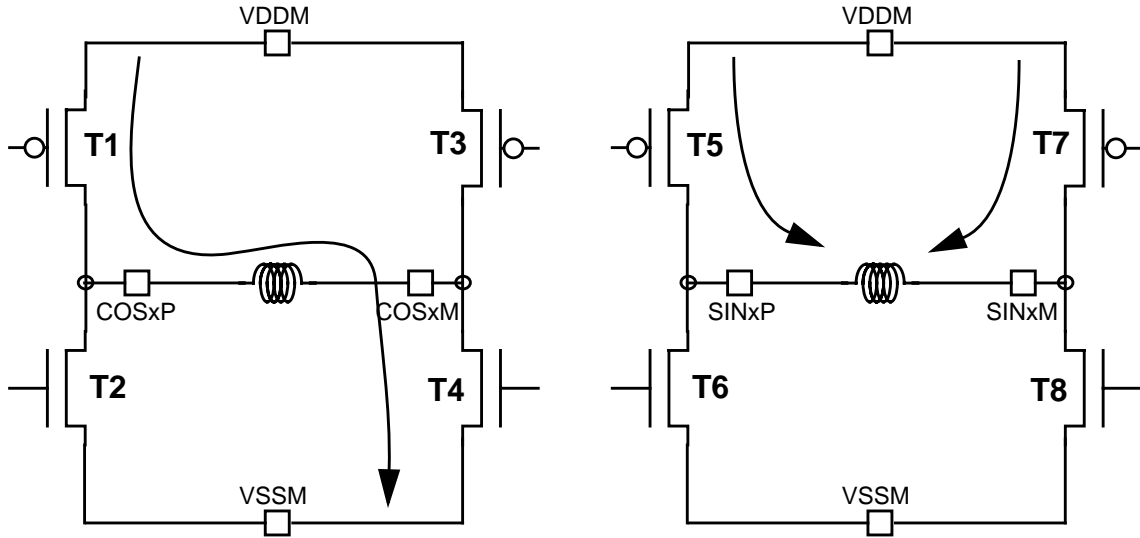 VDDM
T1
T3
COSxP
COSxM
T2
T4
VSSM
VDDM
T5
T7
SINxP
SINxM
T6
T8
VSSM